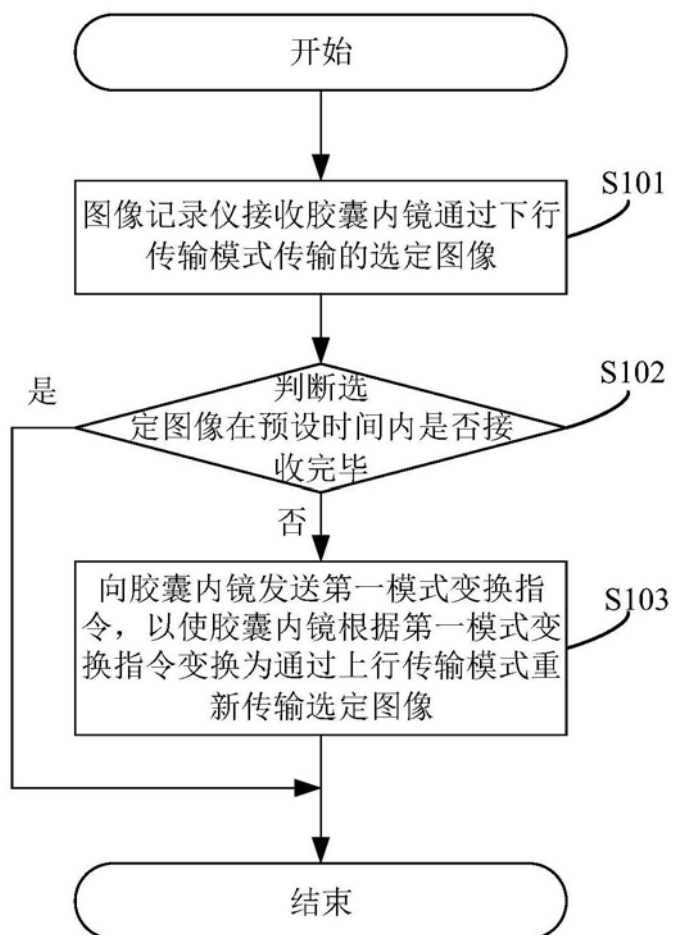 开始
S101
图像记录仪接收胶囊内镜通过下行
传输模式传输的选定图像
S102
是
判断选
定图像在预设时间内是否接
收完毕
否
S103
向胶囊内镜发送第一模式变换指
令，以使胶囊内镜根据第一模式变
换指令变换为通过上行传输模式重
新传输选定图像
结束